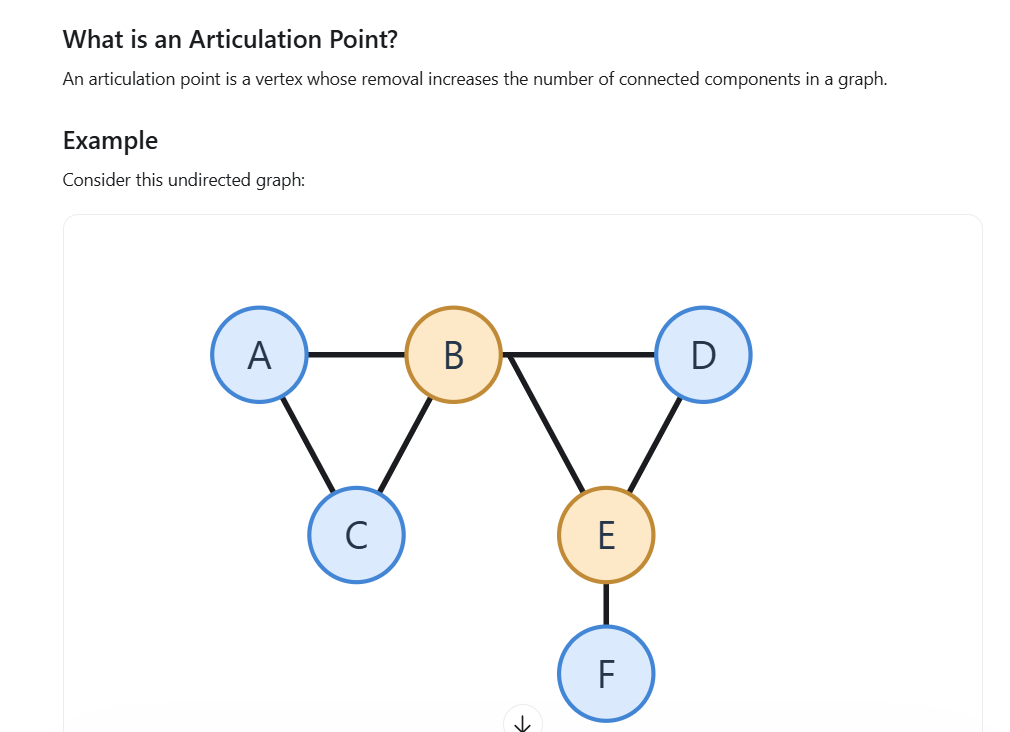 What is an Articulation Point?
An articulation point is a vertex whose removal increases the number of connected components in a graph.
Example
Consider this undirected graph:
A B D
C E
F